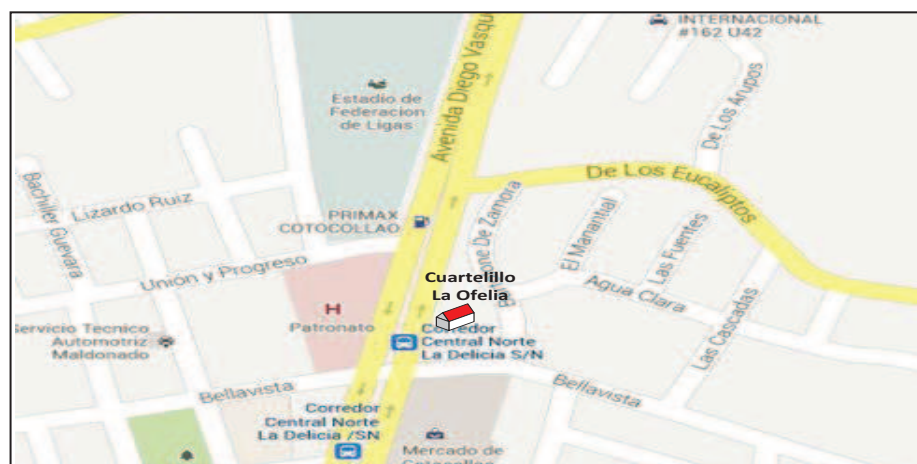 INTERNACIONAL
#162 U42
Estadio de
Federacion
de Ligas
Avenida Diego Vasqu
De Los Arupos
De Los Eucaliptos
Bachiller Guevara
Lizardo Ruiz
PRIMAX
COTOCOLLAO
De Zamora
El Manantial
Las Fuentes
Unión y Progreso
Cuartelillo
La Ofelia
Agua Clara
H
Patronato
Servicio Tecnico
Automotriz
Maldonado
Corredor
Central Norte
La Delicia S/N
Las Cascadas
Bellavista
Bellavista
Corredor
Central Norte
La Delicia /SN
Mercado de